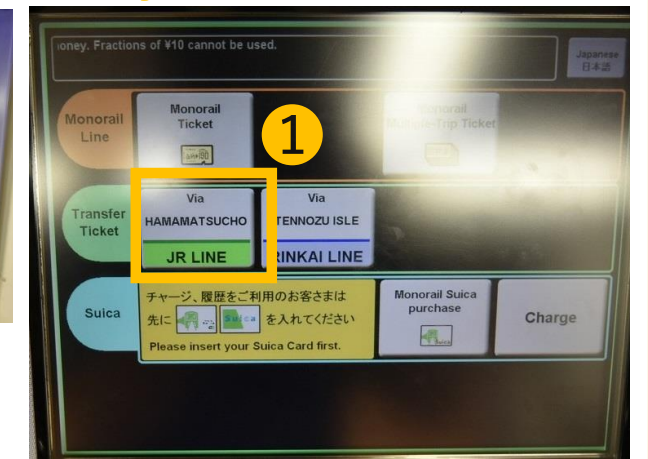 oney. Fractions of ¥10 cannot be used.
Japanese
日本語
Monorail
Line
Monorail
Ticket
1
Monorail
Multiple-Trip Ticket
Transfer
Ticket
Via
HAMAMATSUCHO
JR LINE
Via
TENNOZU ISLE
RINKAI LINE
Suica
チャージ、履歴をご利用のお客さまは
先に Suica を入れてください
Please insert your Suica Card first.
Monorail Suica
purchase
Charge